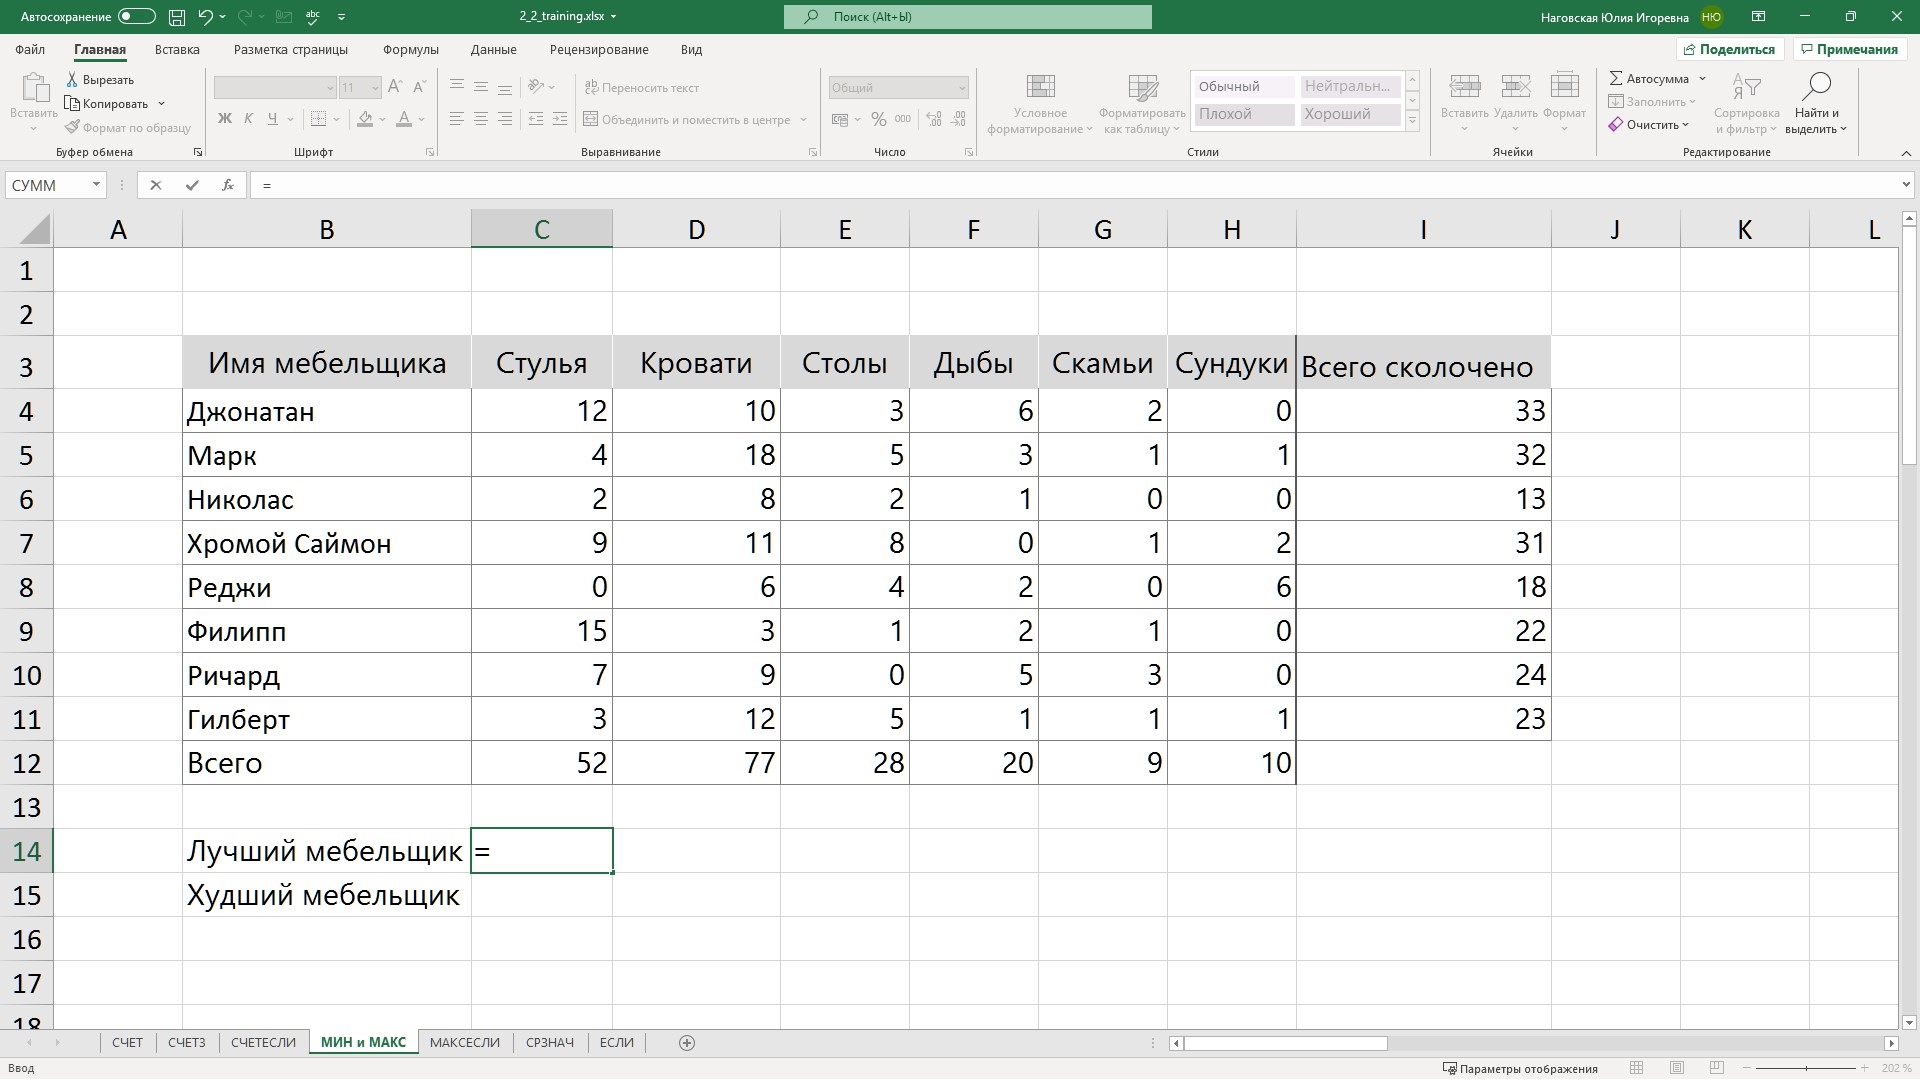 Автосохранение
2_2_training.xlsx
Поиск (Alt+Ы)
Наговская Юлия Игоревна НЮ
Файл Главная Вставка Разметка страницы Формулы Данные Рецензирование Вид Поделиться Примечания
Вставить
Вырезать
Копировать
Формат по образцу
Буфер обмена
11
Ж К Ч
Шрифт
Переносить текст
Объединить и поместить в центре
Выравнивание
Общий
% 000
Число
Условное форматирование
Форматировать как таблицу
Обычный Нейтральн...
Плохой Хороший
Стили
Вставить Удалить Формат
Ячейки
Автосумма
Заполнить
Очистить
Сортировка и фильтр
Найти и выделить
Редактирование
СУММ fx =
A B C D E F G H I J K L
1
2
3 Имя мебельщика Стулья Кровати Столы Дыбы Скамьи Сундуки Всего сколочено
4 Джонатан 12 10 3 6 2 0 33
5 Марк 4 18 5 3 1 1 32
6 Николас 2 8 2 1 0 0 13
7 Хромой Саймон 9 11 8 0 1 2 31
8 Реджи 0 6 4 2 0 6 18
9 Филипп 15 3 1 2 1 0 22
10 Ричард 7 9 0 5 3 0 24
11 Гилберт 3 12 5 1 1 1 23
12 Всего 52 77 28 20 9 10
13
14 Лучший мебельщик =
15 Худший мебельщик
16
17
18
СЧЕТ СЧЕТЗ СЧЕТЕСЛИ МИН и МАКС МАКСЕСЛИ СРЗНАЧ ЕСЛИ
Ввод Параметры отображения 202 %